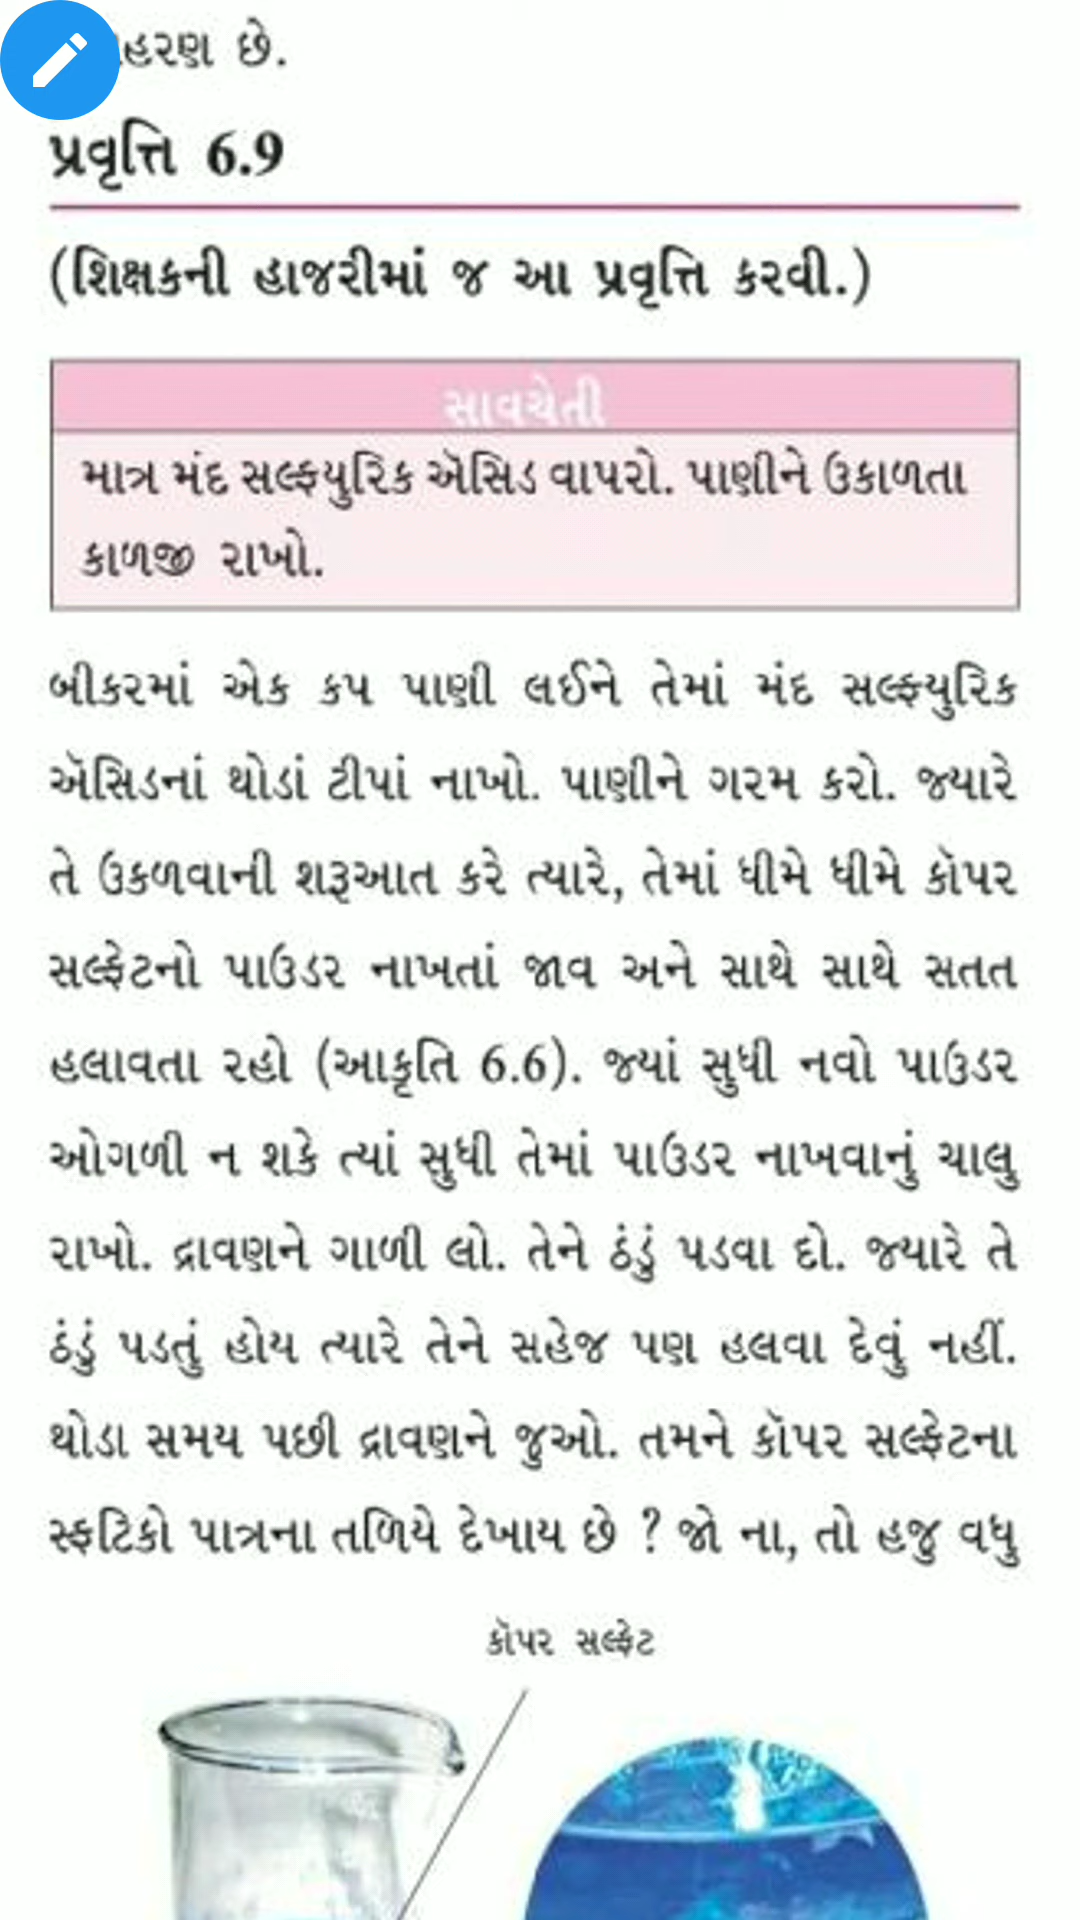 છે.
પ્રવૃત્તિ 6.9
(શિક્ષકની હાજરીમાં જ આ પ્રવૃત્તિ કરવી.)
સાવચેતી
માત્ર મંદ સલ્ફ્યુરિક ઍસિડ વાપરો. પાણીને ઉકાળતા
કાળજી રાખો.
બીકરમાં એક કપ પાણી લઈને તેમાં મંદ સલ્ફ્યુરિક
ઍસિડનાં થોડાં ટીપાં નાખો. પાણીને ગરમ કરો. જ્યારે
તે ઉકળવાની શરૂઆત કરે ત્યારે, તેમાં ધીમે ધીમે કૉપર
સલ્ફેટનો પાઉડર નાખતાં જાવ અને સાથે સાથે સતત
હલાવતા રહો (આકૃતિ 6.6). જ્યાં સુધી નવો પાઉડર
ઓગળી ન શકે ત્યાં સુધી તેમાં પાઉડર નાખવાનું ચાલુ
રાખો. દ્રાવણને ગાળી લો. તેને ઠંડું પડવા દો. જ્યારે તે
ઠંડું પડતું હોય ત્યારે તેને સહેજ પણ હલવા દેવું નહીં.
થોડા સમય પછી દ્રાવણને જુઓ. તમને કૉપર સલ્ફેટના
સ્ફટિકો પાત્રના તળિયે દેખાય છે ? જો ના, તો હજુ વધુ
કૉપર સલ્ફેટ